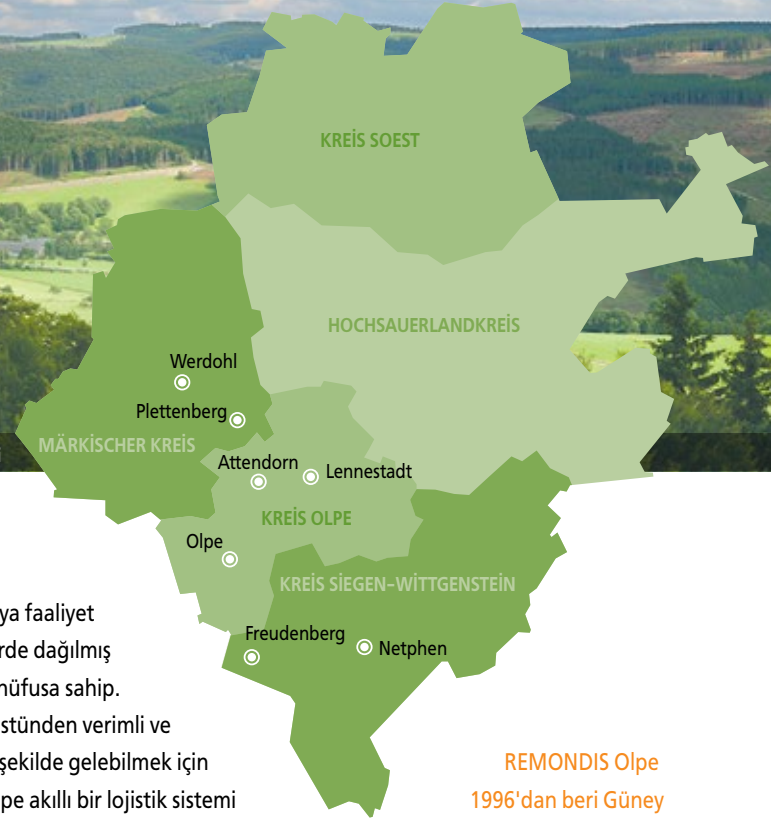 KREİS SOEST
HOCHSAUERLANDKREİS
Werdohl
Plettenberg
MÄRKİSCHER KREİS
Attendorn
Lennestadt
KREİS OLPE
Olpe
KREİS SİEGEN-WİTTGENSTEİN
Freudenberg
Netphen
ya faaliyet
rde dağılmış
nüfusa sahip.
stünden verimli ve
şekilde gelebilmek için
pe akıllı bir lojistik sistemi
REMONDIS Olpe
1996'dan beri Güney